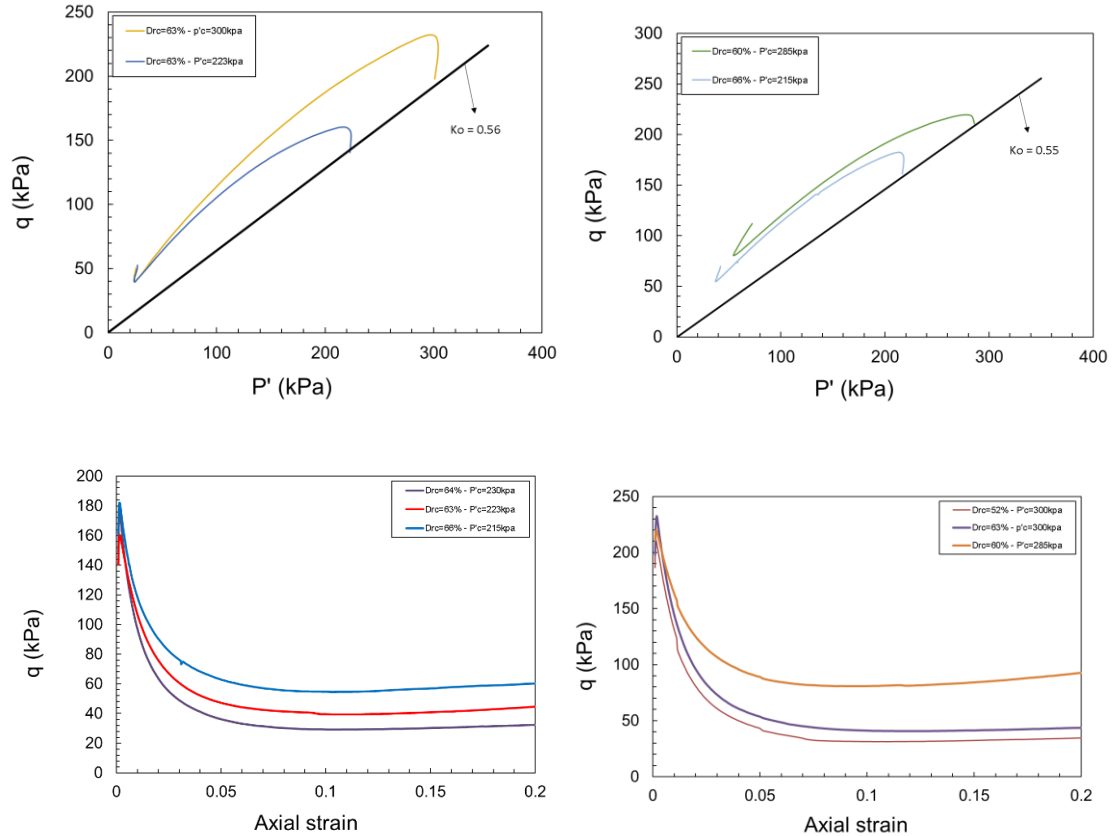 Drc=63% - p'c=300kpa
Drc=63% - P'c=223kpa
250
200
150
100
50
0
q (kPa)
Ko = 0.56
0 100 200 300 400
P' (kPa)
Drc=60% - P'c=285kpa
Drc=66% - P'c=215kpa
300
250
200
150
100
50
0
q (kPa)
Ko = 0.55
0 100 200 300 400
P' (kPa)
Drc=64% - P'c=230kpa
Drc=63% - P'c=223kpa
Drc=66% - P'c=215kpa
200
180
160
140
120
100
80
60
40
20
0
q (kPa)
0 0.05 0.1 0.15 0.2
Axial strain
Drc=52% - P'c=300kpa
Drc=63% - p'c=300kpa
Drc=60% - P'c=285kpa
250
200
150
100
50
0
q (kPa)
0 0.05 0.1 0.15 0.2
Axial strain